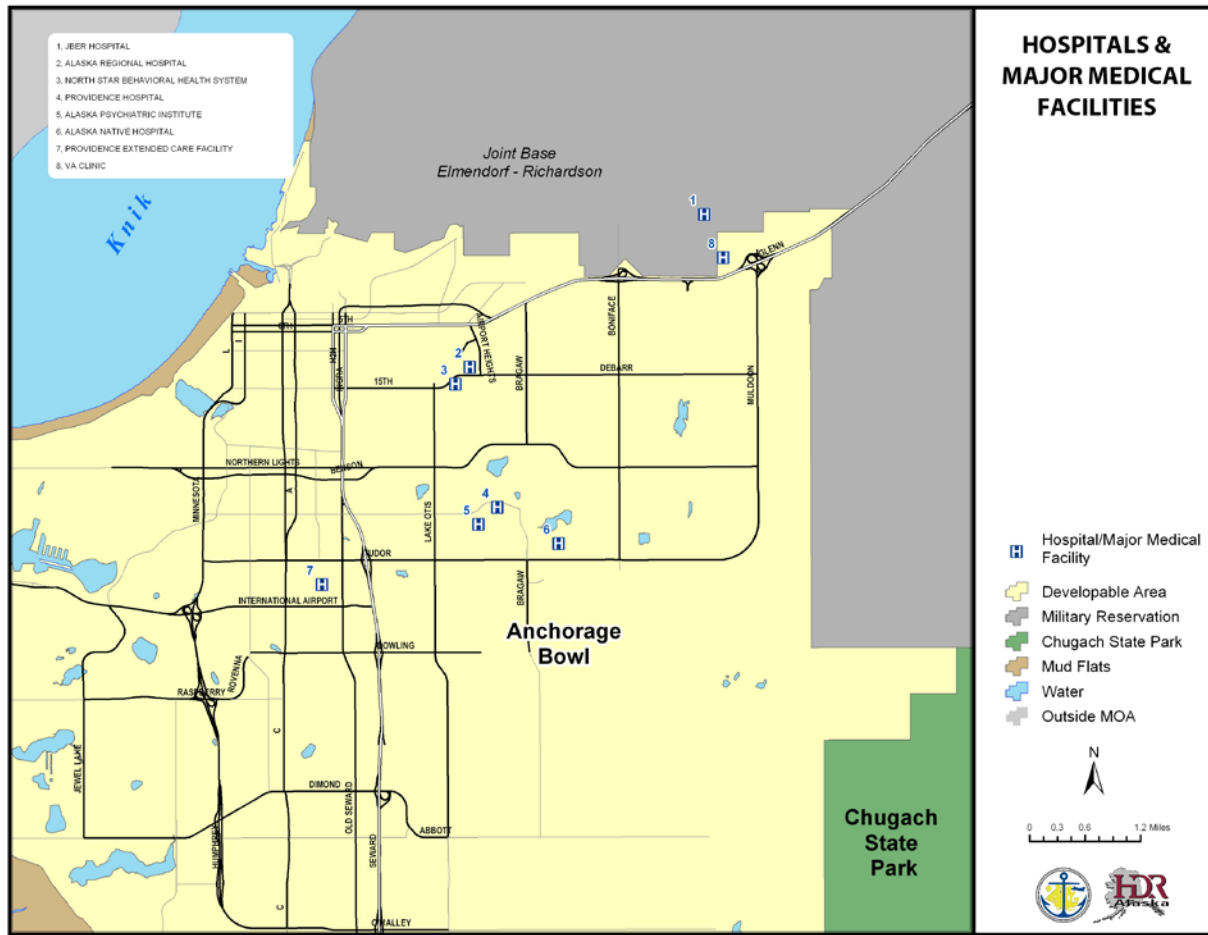 1, JBER HOSPITAL
2, ALASKA REGIONAL HOSPITAL
3, NORTH STAR BEHAVIORAL HEALTH SYSTEM
4, PROVIDENCE HOSPITAL
5, ALASKA PSYCHIATRIC INSTITUTE
6, ALASKA NATIVE HOSPITAL
7, PROVIDENCE EXTENDED CARE FACILITY
8, VA CLINIC
HOSPITALS &
MAJOR MEDICAL
FACILITIES
Knik
Joint Base
Elmendorf - Richardson
1
H
8
H
GLENN
5TH
L
I
INGRA
AIRPORT HEIGHTS
BRAGAW
BONIFACE
MULDOON
2
H
3
H
15TH
DEBARR
NORTHERN LIGHTS
BENSON
MINNESOTA
A
LAKE OTIS
4
H
5
H
6
H
TUDOR
7
H
INTERNATIONAL AIRPORT
BRAGAW
Anchorage
Bowl
DOWLING
ROVENNA
RASPBERRY
JEWEL LAKE
C
DIMOND
OLD SEWARD
SEWARD
ABBOTT
HUMPHREY
C
O'MALLEY
Chugach
State
Park
H
Hospital/Major Medical
Facility
Developable Area
Military Reservation
Chugach State Park
Mud Flats
Water
Outside MOA
N
0 0.3 0.6 1.2 Miles
HDR
Alaska